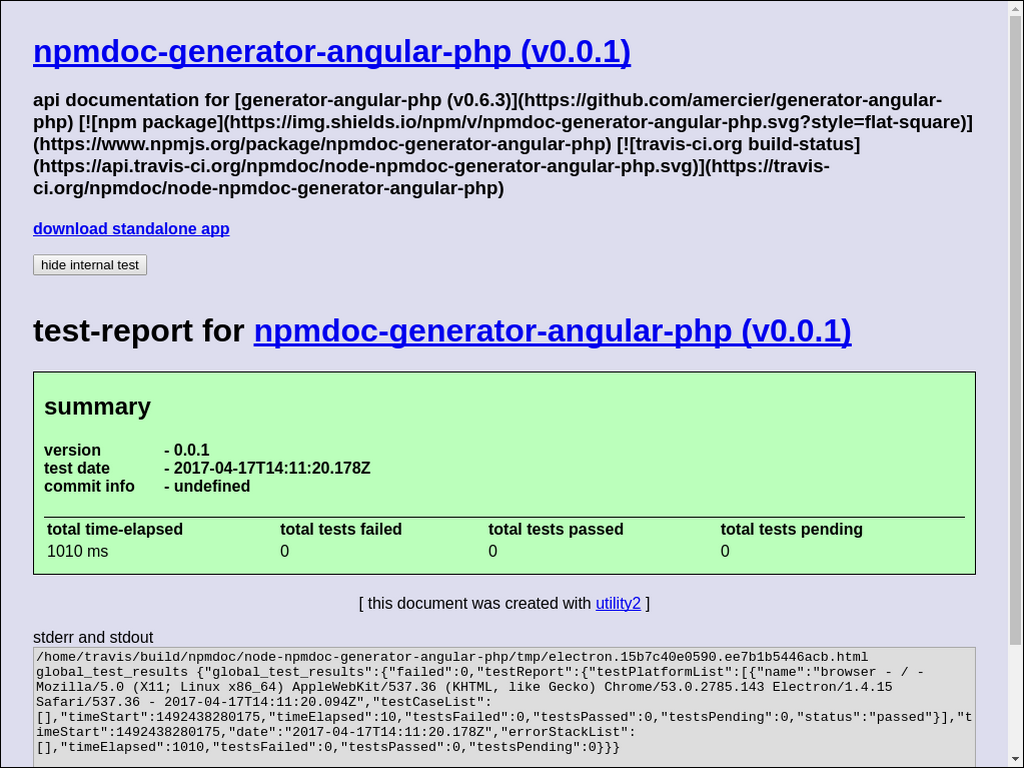 npmdoc-generator-angular-php (v0.0.1)
api documentation for [generator-angular-php (v0.6.3)](https://github.com/amercier/generator-angular-
php) [![npm package](https://img.shields.io/npm/v/npmdoc-generator-angular-php.svg?style=flat-square)]
(https://www.npmjs.org/package/npmdoc-generator-angular-php) [![travis-ci.org build-status]
(https://api.travis-ci.org/npmdoc/node-npmdoc-generator-angular-php.svg)](https://travis-
ci.org/npmdoc/node-npmdoc-generator-angular-php)
download standalone app
hide internal test
test-report for npmdoc-generator-angular-php (v0.0.1)
summary
version - 0.0.1
test date - 2017-04-17T14:11:20.178Z
commit info - undefined
total time-elapsed total tests failed total tests passed total tests pending
1010 ms 0 0 0
[ this document was created with utility2 ]
stderr and stdout
/home/travis/build/npmdoc/node-npmdoc-generator-angular-php/tmp/electron.15b7c40e0590.ee7b1b5446acb.html
global_test_results {"global_test_results":{"failed":0,"testReport":{"testPlatformList":[{"name":"browser - / -
Mozilla/5.0 (X11; Linux x86_64) AppleWebKit/537.36 (KHTML, like Gecko) Chrome/53.0.2785.143 Electron/1.4.15
Safari/537.36 - 2017-04-17T14:11:20.094Z","testCaseList":
[],"timeStart":1492438280175,"timeElapsed":10,"testsFailed":0,"testsPassed":0,"testsPending":0,"status":"passed"}],"t
imeStart":1492438280175,"date":"2017-04-17T14:11:20.178Z","errorStackList":
[],"timeElapsed":1010,"testsFailed":0,"testsPassed":0,"testsPending":0}}}